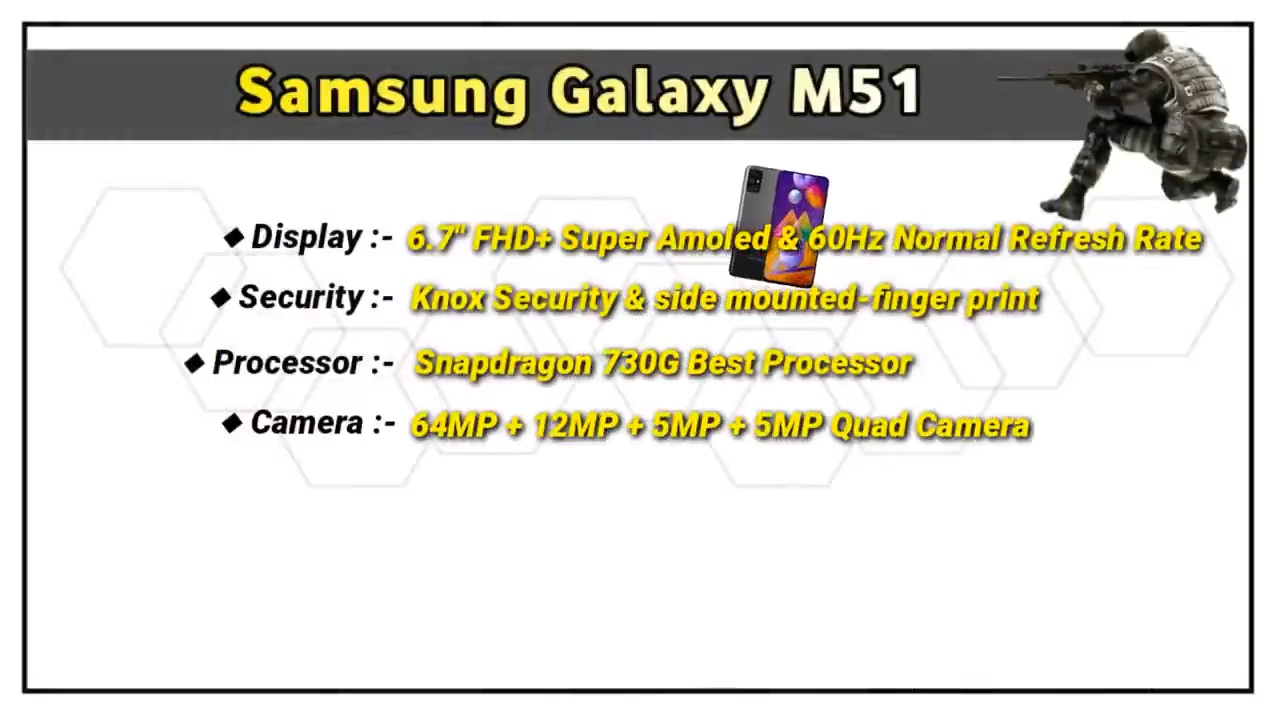 Samsung Galaxy M51
◆ Display :- 6.7" FHD+ Super Amoled & 60Hz Normal Refresh Rate
◆ Security :- Knox Security & side mounted-finger print
◆ Processor :- Snapdragon 730G Best Processor
◆ Camera :- 64MP + 12MP + 5MP + 5MP Quad Camera